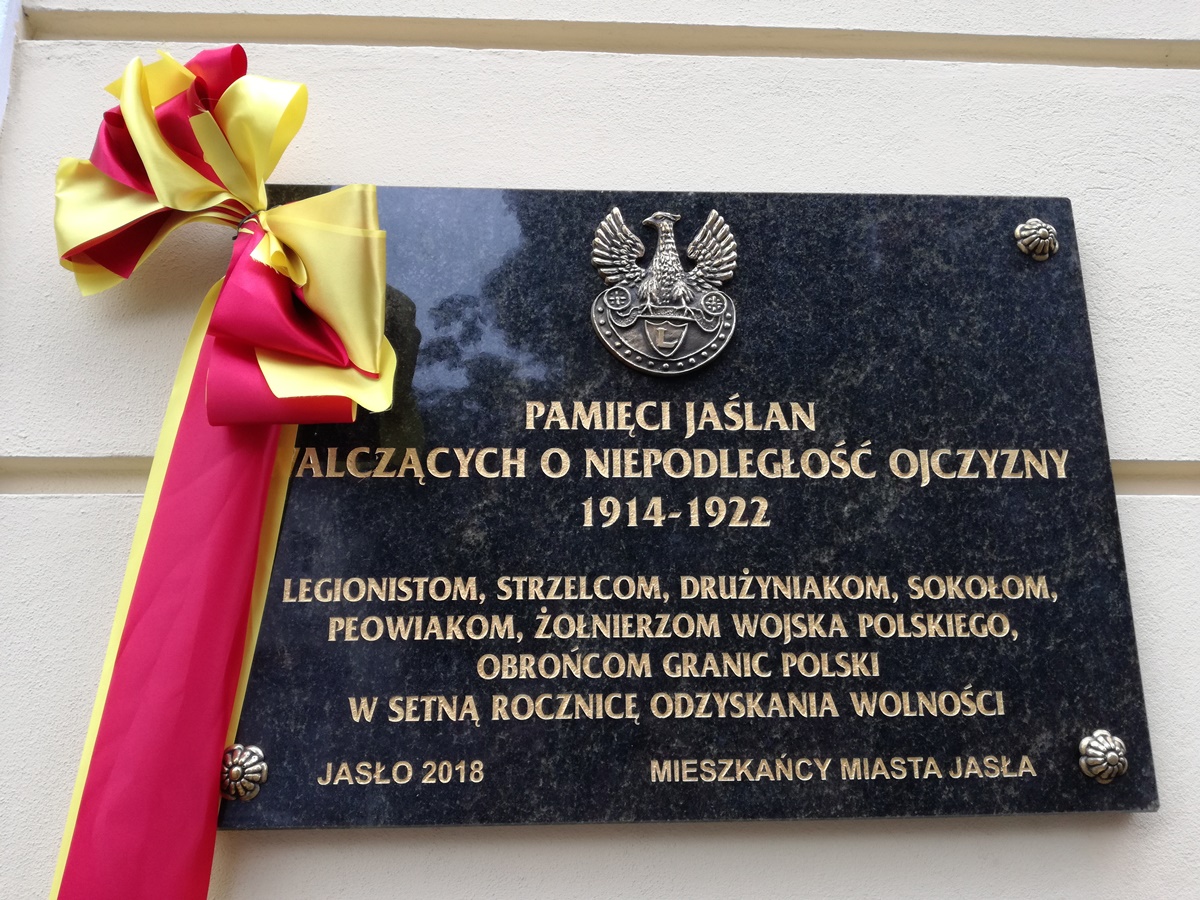 L
PAMIĘCI JAŚLAN
WALCZĄCYCH O NIEPODLEGŁOŚĆ OJCZYZNY
1914-1922
LEGIONISTOM, STRZELCOM, DRUŻYNIAKOM, SOKOŁOM,
PEOWIAKOM, ŻOŁNIERZOM WOJSKA POLSKIEGO,
OBROŃCOM GRANIC POLSKI
W SETNĄ ROCZNICĘ ODZYSKANIA WOLNOŚCI
JASŁO 2018 MIESZKAŃCY MIASTA JASŁA